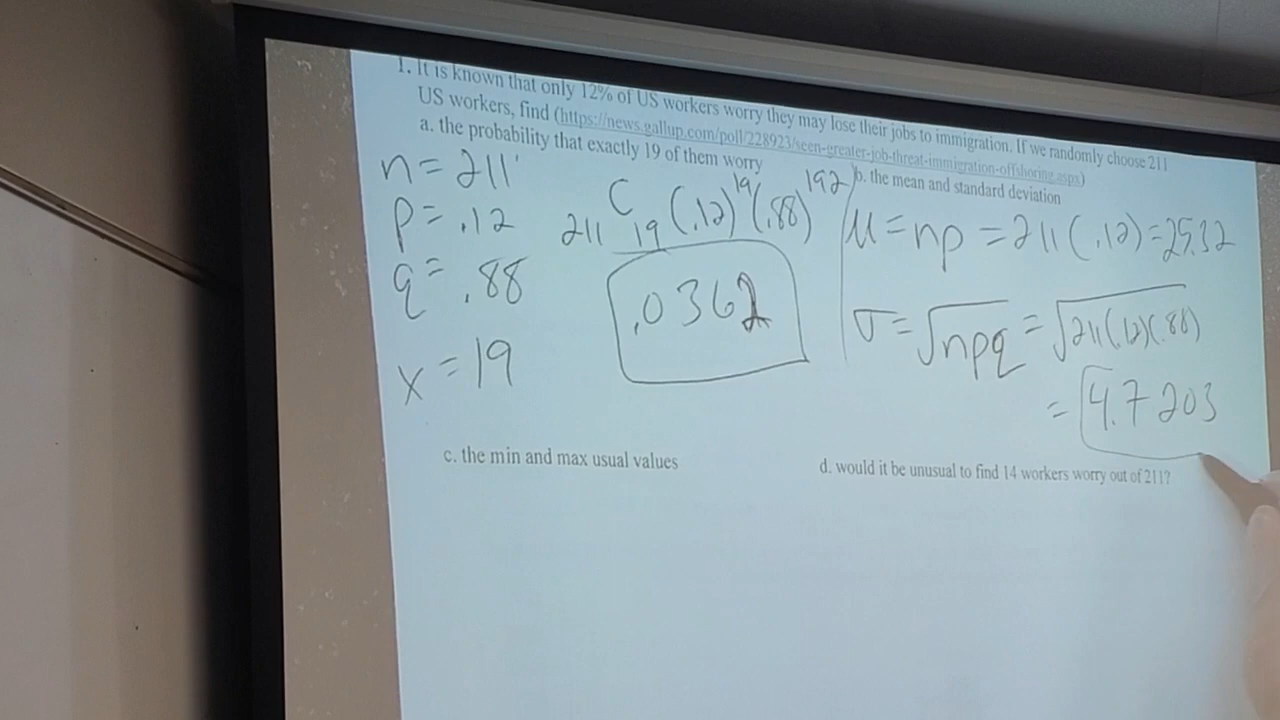 1. It is known that only 12% of US workers worry they may lose their jobs to immigration. If we randomly choose 211
US workers, find (https://news.gallup.com/poll/228923/seen-greater-job-threat-immigration-offshoring.aspx)
a. the probability that exactly 19 of them worry
n = 211
p = .12
q = .88
x = 19
211 C 19 (.12)^19 (.88)^192
.0362
b. the mean and standard deviation
μ = np = 211(.12) = 25.32
σ = √npq = √211(.12)(.88)
= 4.7203
c. the min and max usual values
d. would it be unusual to find 14 workers worry out of 211?